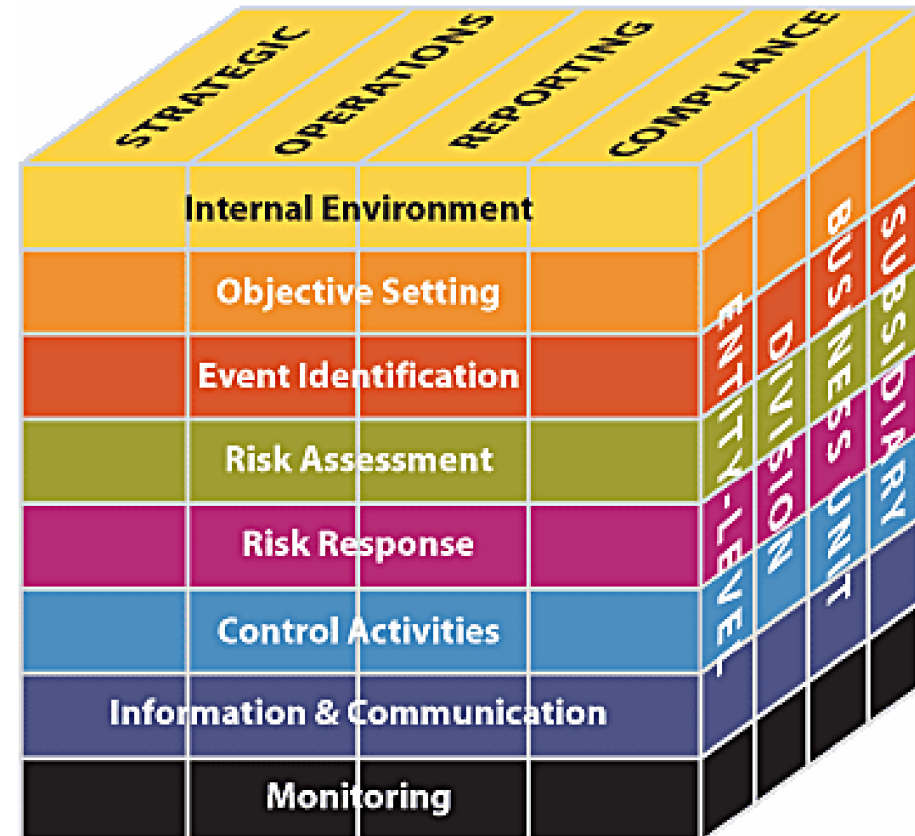 STRATEGIC
OPERATIONS
REPORTING
COMPLIANCE
Internal Environment
Objective Setting
Event Identification
Risk Assessment
Risk Response
Control Activities
Information & Communication
Monitoring
ENTITY-LEVEL
DIVISION
BUSINESS UNIT
SUBSIDIARY